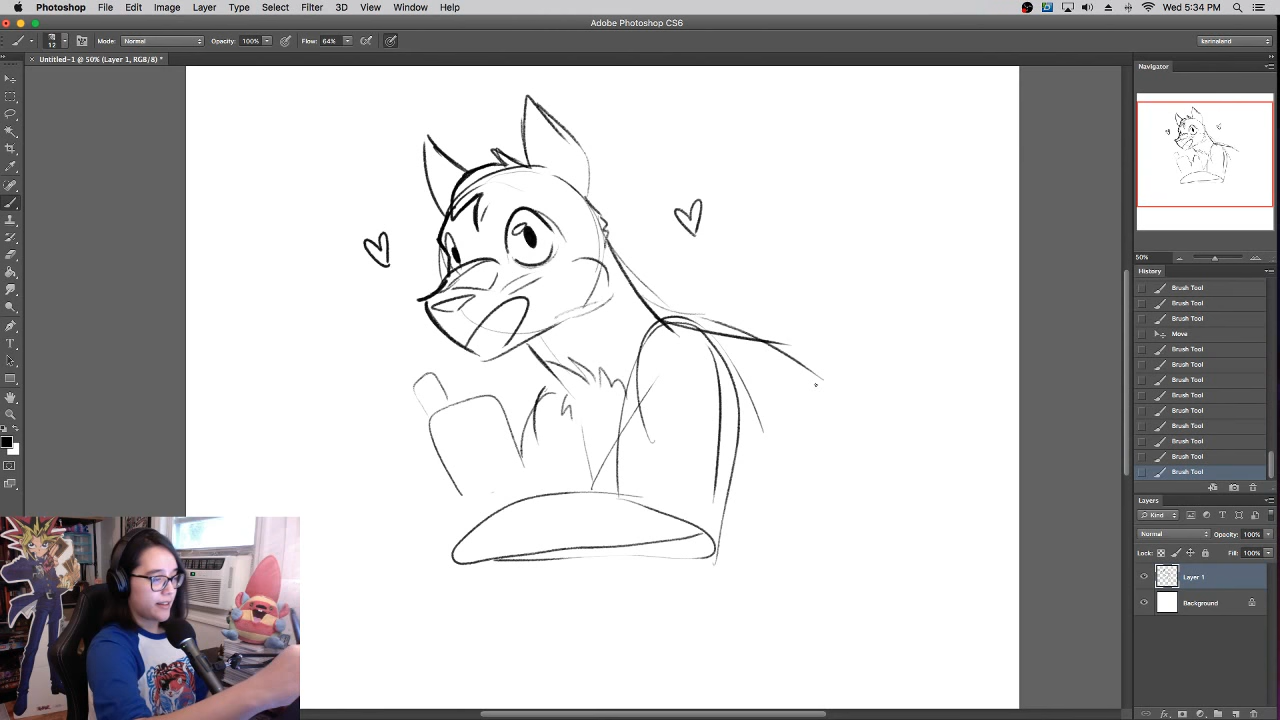 Photoshop File Edit Image Layer Type Select Filter 3D View Window Help Wed 5:34 PM
Adobe Photoshop CS6
12 Mode: Normal Opacity: 100% Flow: 64% karinaland
Untitled-1 @ 50% (Layer 1, RGB/8) *
Navigator
50%
History
Brush Tool
Brush Tool
Brush Tool
Move
Brush Tool
Brush Tool
Brush Tool
Brush Tool
Brush Tool
Brush Tool
Brush Tool
Brush Tool
Brush Tool
Layers
Kind
Normal Opacity: 100%
Lock: Fill: 100%
Layer 1
Background